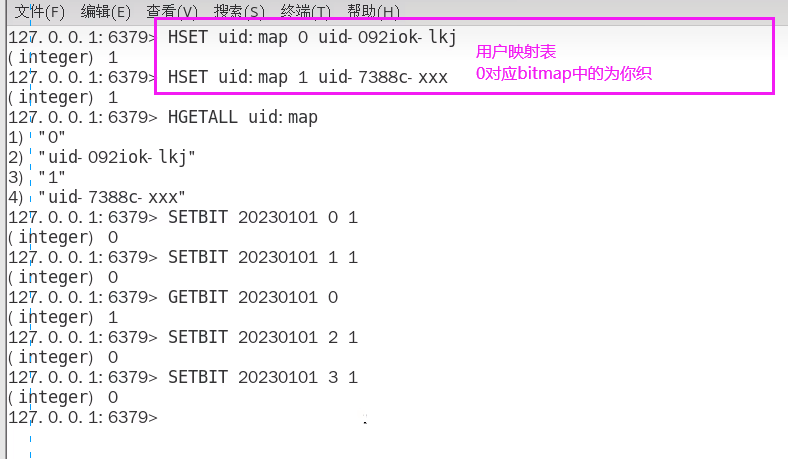 文件(F) 编辑(E) 查看(V) 搜索(S) 终端(T) 帮助(H)
127.0.0.1:6379> HSET uid:map 0 uid-092iok-lkj
(integer) 1
127.0.0.1:6379> HSET uid:map 1 uid-7388c-xxx
(integer) 1
用户映射表
0对应bitmap中的为你织
127.0.0.1:6379> HGETALL uid:map
1) "0"
2) "uid-092iok-lkj"
3) "1"
4) "uid-7388c-xxx"
127.0.0.1:6379> SETBIT 20230101 0 1
(integer) 0
127.0.0.1:6379> SETBIT 20230101 1 1
(integer) 0
127.0.0.1:6379> GETBIT 20230101 0
(integer) 1
127.0.0.1:6379> SETBIT 20230101 2 1
(integer) 0
127.0.0.1:6379> SETBIT 20230101 3 1
(integer) 0
127.0.0.1:6379>